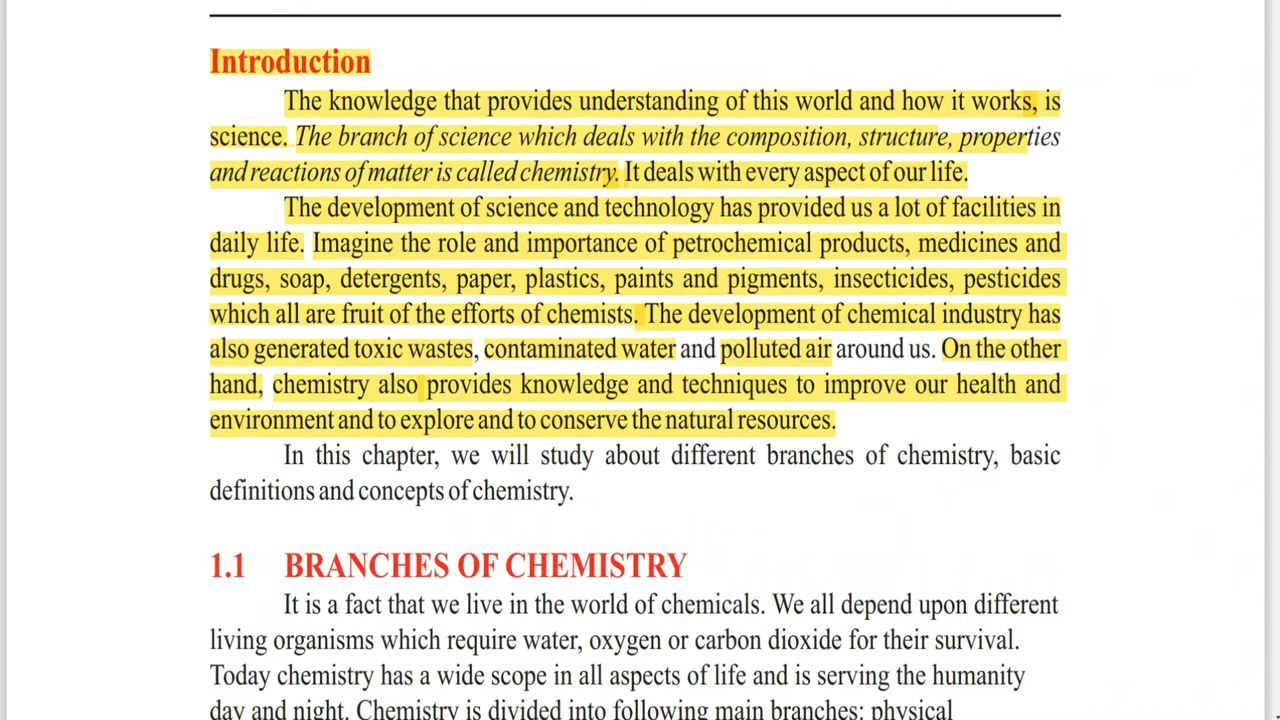 Introduction
The knowledge that provides understanding of this world and how it works, is
science. The branch of science which deals with the composition, structure, properties
and reactions of matter is called chemistry. It deals with every aspect of our life.
The development of science and technology has provided us a lot of facilities in
daily life. Imagine the role and importance of petrochemical products, medicines and
drugs, soap, detergents, paper, plastics, paints and pigments, insecticides, pesticides
which all are fruit of the efforts of chemists. The development of chemical industry has
also generated toxic wastes, contaminated water and polluted air around us. On the other
hand, chemistry also provides knowledge and techniques to improve our health and
environment and to explore and to conserve the natural resources.
In this chapter, we will study about different branches of chemistry, basic
definitions and concepts of chemistry.
1.1 BRANCHES OF CHEMISTRY
It is a fact that we live in the world of chemicals. We all depend upon different
living organisms which require water, oxygen or carbon dioxide for their survival.
Today chemistry has a wide scope in all aspects of life and is serving the humanity
day and night. Chemistry is divided into following main branches: physical